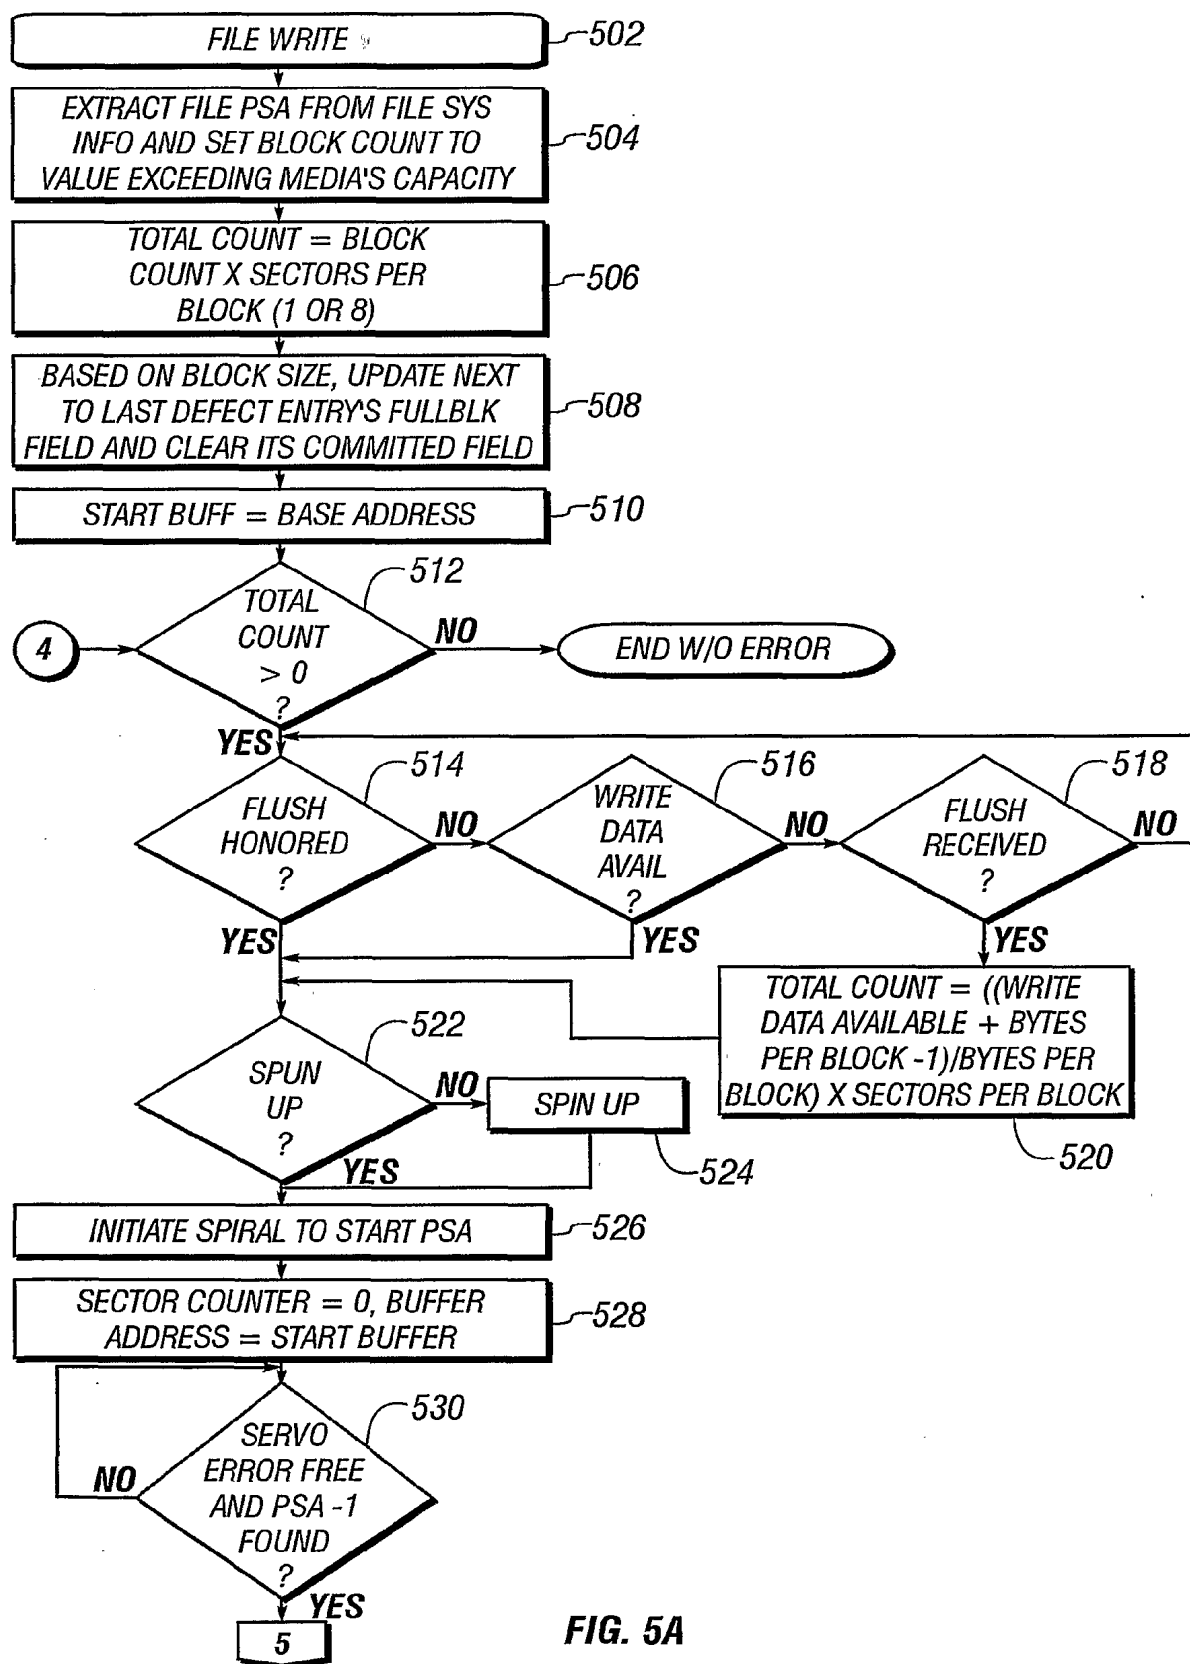 FILE WRITE
502
EXTRACT FILE PSA FROM FILE SYS
INFO AND SET BLOCK COUNT TO
VALUE EXCEEDING MEDIA'S CAPACITY
504
TOTAL COUNT = BLOCK
COUNT X SECTORS PER
BLOCK (1 OR 8)
506
BASED ON BLOCK SIZE, UPDATE NEXT
TO LAST DEFECT ENTRY'S FULLBLK
FIELD AND CLEAR ITS COMMITTED FIELD
508
START BUFF = BASE ADDRESS
510
512
4
TOTAL
COUNT
> 0
?
NO
END W/O ERROR
YES
514
FLUSH
HONORED
?
NO
YES
516
WRITE
DATA
AVAIL
?
NO
YES
518
FLUSH
RECEIVED
?
NO
YES
TOTAL COUNT = ((WRITE
DATA AVAILABLE + BYTES
PER BLOCK -1)/BYTES PER
BLOCK) X SECTORS PER BLOCK
520
522
SPUN
UP
?
NO
SPIN UP
524
YES
INITIATE SPIRAL TO START PSA
526
SECTOR COUNTER = 0, BUFFER
ADDRESS = START BUFFER
528
530
SERVO
ERROR FREE
AND PSA -1
FOUND
?
NO
YES
5
FIG. 5A